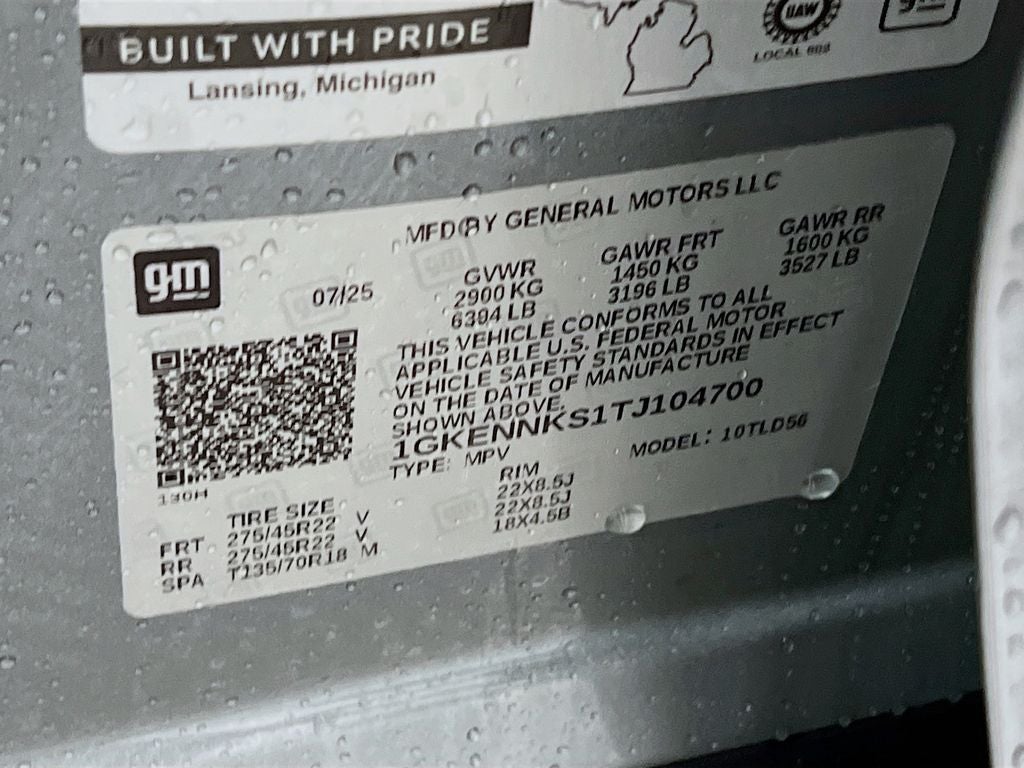 BUILT WITH PRIDE
Lansing, Michigan
UAW
LOCAL 602
gm
MFD BY GENERAL MOTORS LLC
07/25
GVWR GAWR FRT GAWR RR
2900 KG 1450 KG 1600 KG
6394 LB 3196 LB 3527 LB
THIS VEHICLE CONFORMS TO ALL
APPLICABLE U.S. FEDERAL MOTOR
VEHICLE SAFETY STANDARDS IN EFFECT
ON THE DATE OF MANUFACTURE
SHOWN ABOVE.
1GKENNKS1TJ104700
TYPE: MPV MODEL: 10TLD56
130H
TIRE SIZE RIM
FRT 275/45R22 V 22X8.5J
RR 275/45R22 V 22X8.5J
SPA T135/70R18 M 18X4.5B